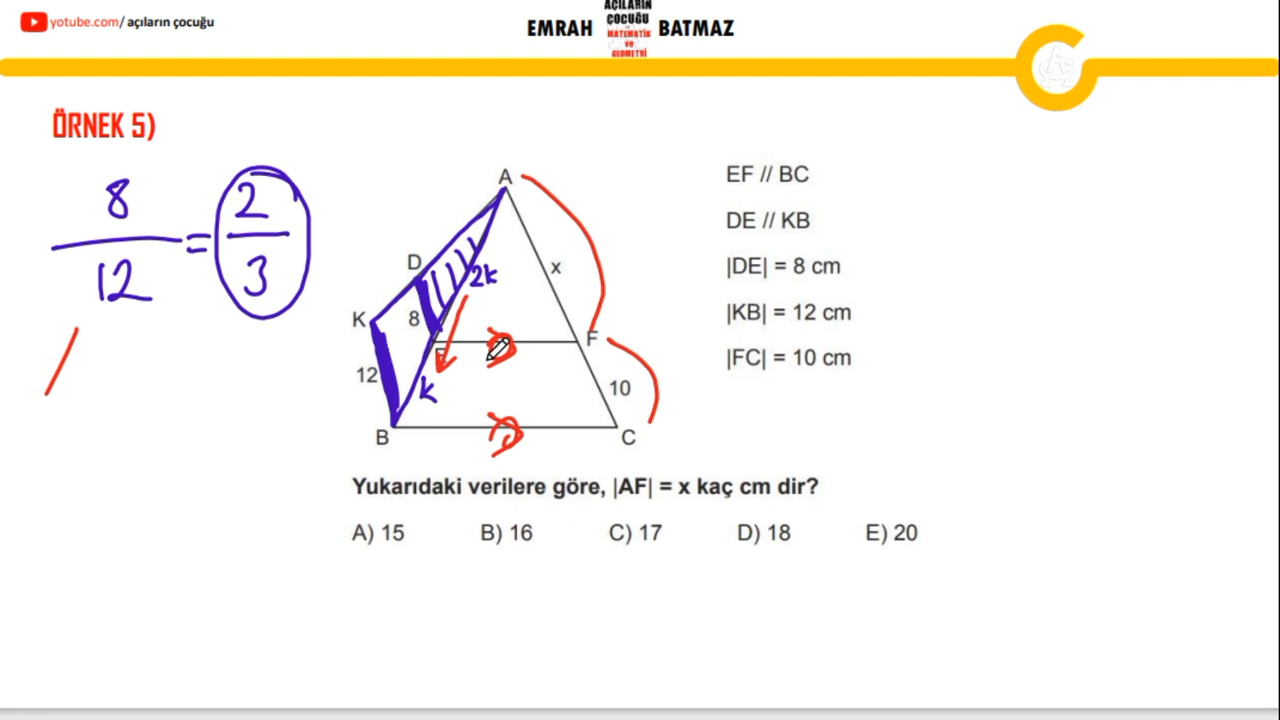 yotube.com/ açıların çocuğu
EMRAH
AÇILARIN
ÇOCUĞU
MATEMATİK
ve
GEOMETRİ
BATMAZ
ÖRNEK 5)
8
12
=
2
3
A
D
2k
x
K
8
F
12
k
10
B
C
EF // BC
DE // KB
|DE| = 8 cm
|KB| = 12 cm
|FC| = 10 cm
Yukarıdaki verilere göre, |AF| = x kaç cm dir?
A) 15 B) 16 C) 17 D) 18 E) 20